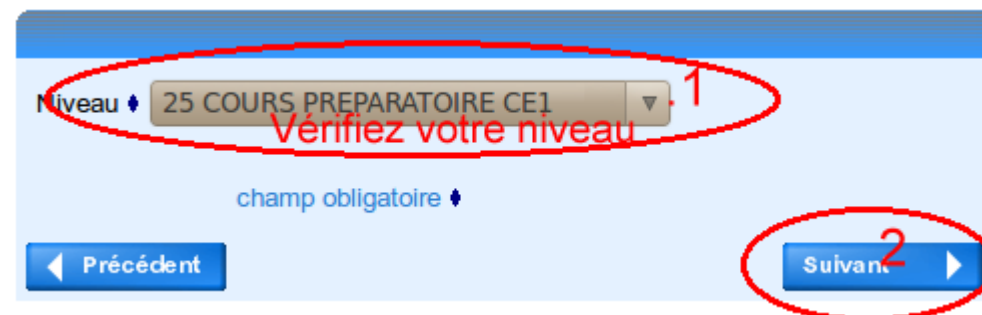 Niveau 25 COURS PREPARATOIRE CE1 1
Vérifiez votre niveau
champ obligatoire
Précédent Suivant 2